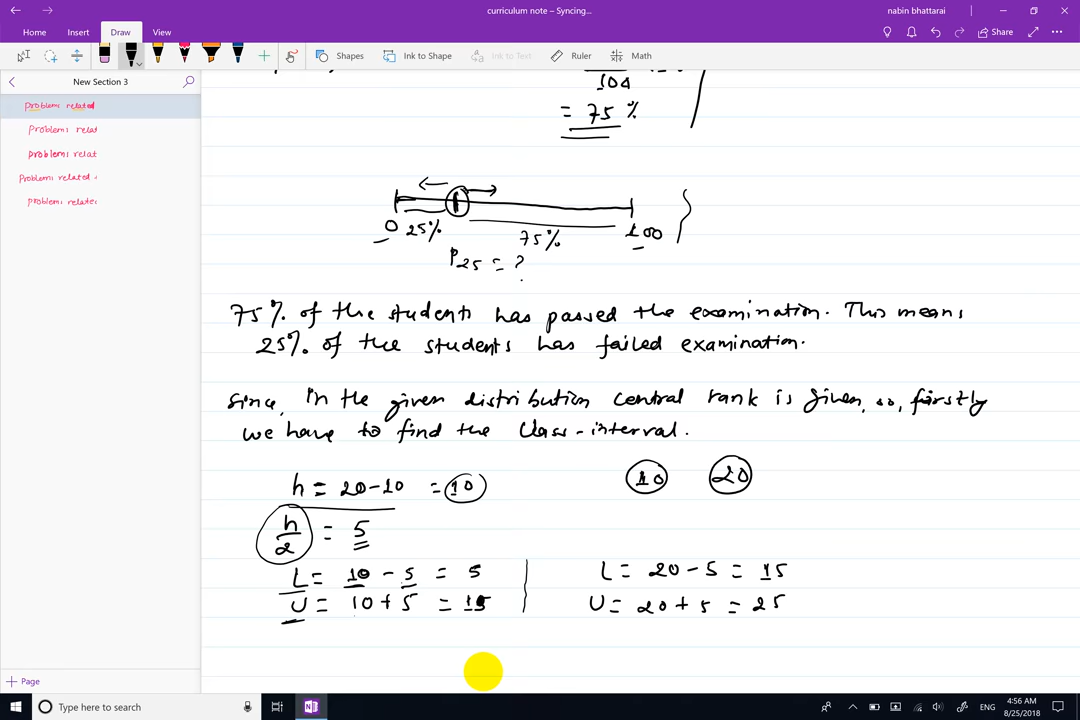 curriculum note – Syncing...
nabin bhattarai
Home Insert Draw View
Share
Shapes Ink to Shape Ink to Text Ruler Math
New Section 3
Problems related
Problems relat
problems relat
Problems related
problems relate
100
= 75 %
0 25% 75% 100
P25 = ?
75% of the students has passed the examination. This means
25% of the students has failed examination.
Since, In the given distribution central rank is given, so, firstly
we have to find the Class-interval.
h = 20-10 = 10
10 20
h/2 = 5
L = 10 - 5 = 5
L = 20 - 5 = 15
U = 10 + 5 = 15
U = 20 + 5 = 25
+ Page
Type here to search
ENG
4:56 AM
8/25/2018